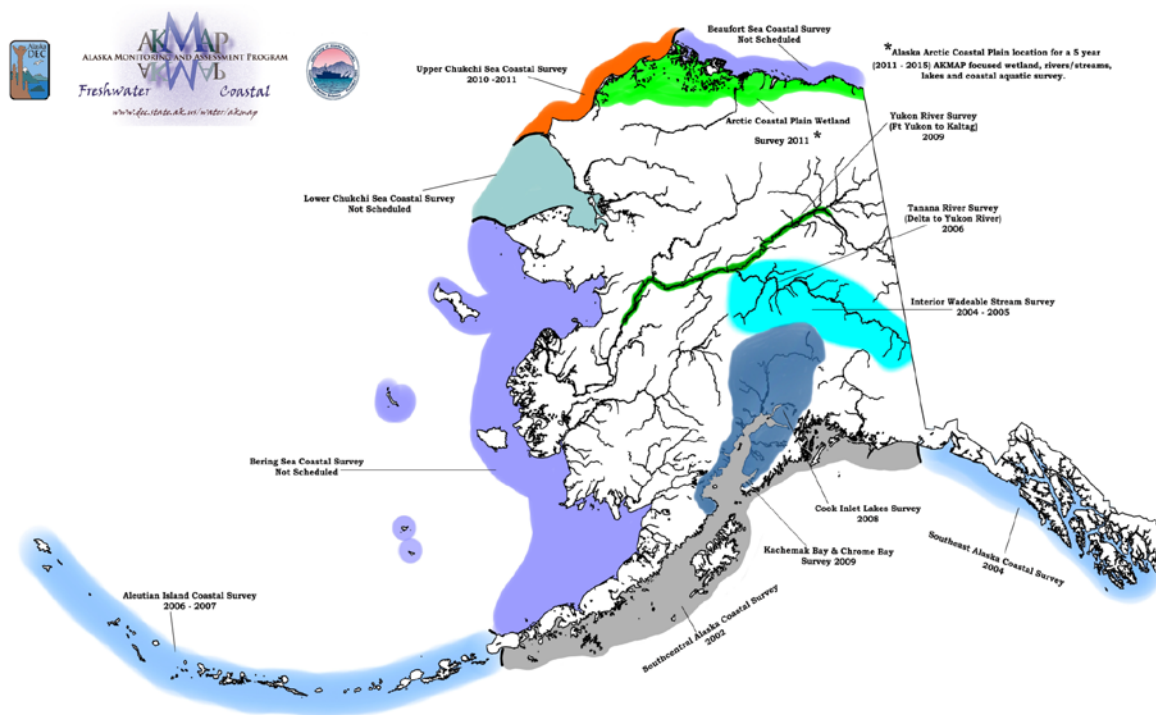 Alaska
DEC
AKMAP
ALASKA MONITORING AND ASSESSMENT PROGRAM
Freshwater Coastal
www.dec.state.ak.us/water/akmap
Beaufort Sea Coastal Survey
Not Scheduled
*Alaska Arctic Coastal Plain location for a 5 year
(2011 - 2015) AKMAP focused wetland, rivers/streams,
lakes and coastal aquatic survey.
Upper Chukchi Sea Coastal Survey
2010 -2011
Arctic Coastal Plain Wetland
Survey 2011 *
Yukon River Survey
(Ft Yukon to Kaltag)
2009
Lower Chukchi Sea Coastal Survey
Not Scheduled
Tanana River Survey
(Delta to Yukon River)
2006
Interior Wadeable Stream Survey
2004 - 2005
Bering Sea Coastal Survey
Not Scheduled
Cook Inlet Lakes Survey
2008
Kachemak Bay & Chrome Bay
Survey 2009
Southeast Alaska Coastal Survey
2004
Aleutian Island Coastal Survey
2006 - 2007
Southcentral Alaska Coastal Survey
2002